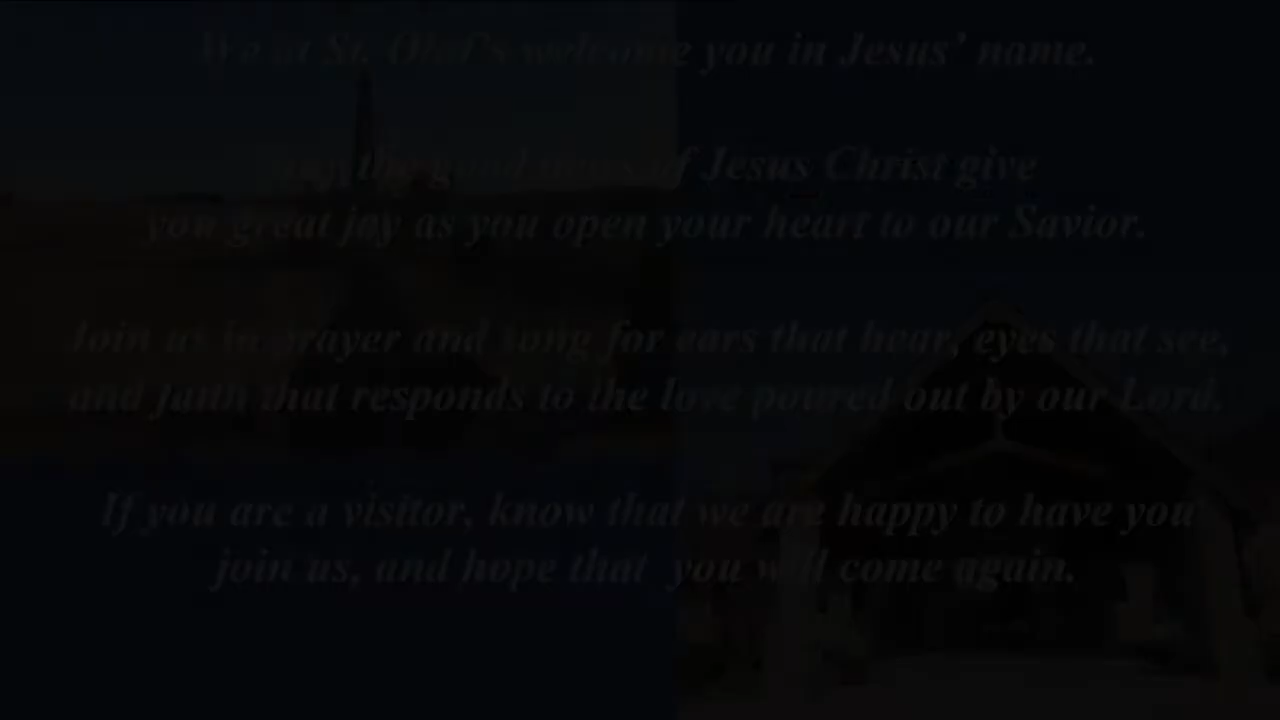 We at St. Olaf's welcome you in Jesus' name.
May the good news of Jesus Christ give
you great joy as you open your heart to our Savior.
Join us in prayer and song for ears that hear, eyes that see,
and faith that responds to the love poured out by our Lord.
If you are a visitor, know that we are happy to have you
join us, and hope that you will come again.